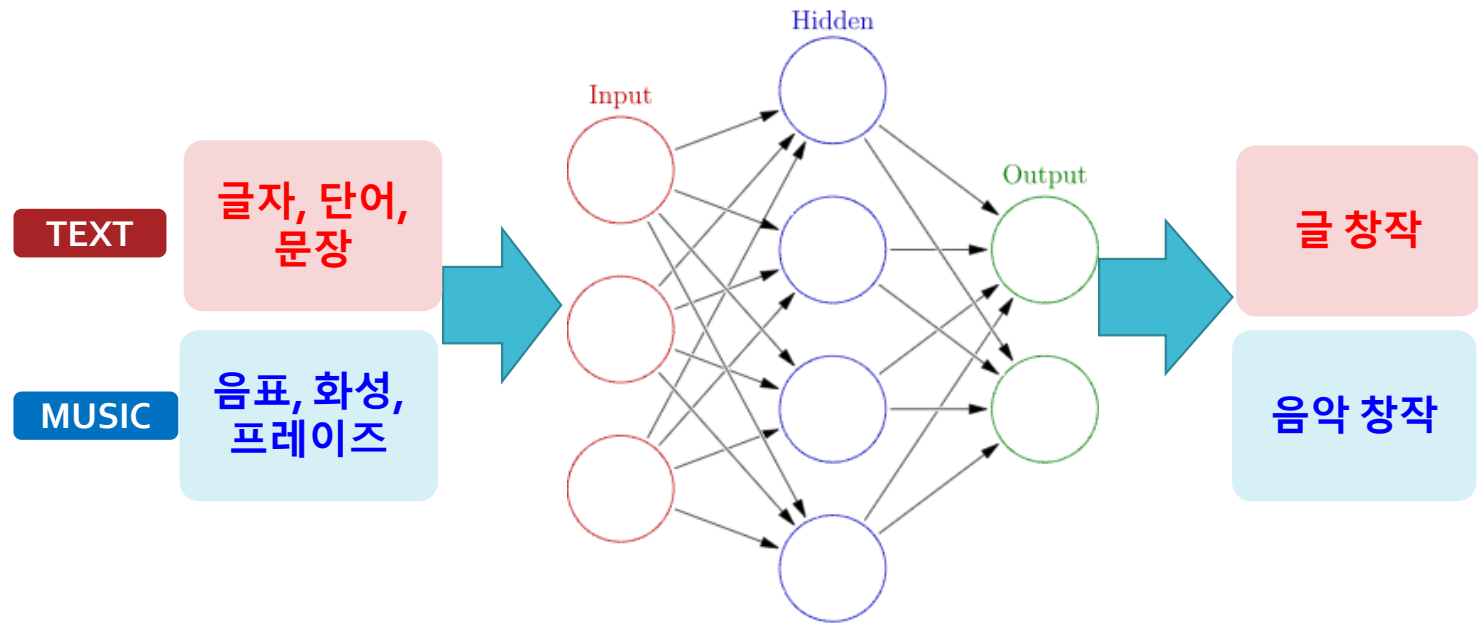 Hidden
Input
Output
TEXT
글자, 단어,
문장
글 창작
MUSIC
음표, 화성,
프레이즈
음악 창작